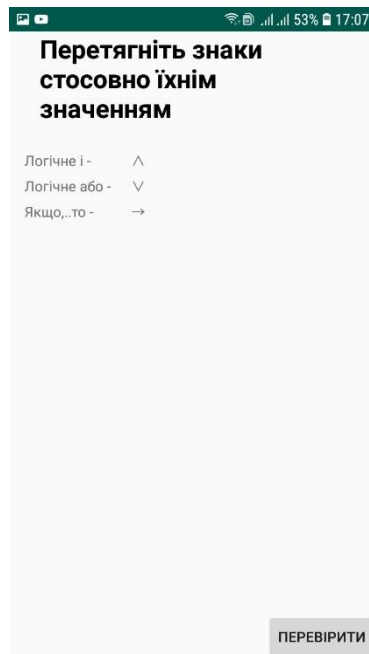 53% 17:07
Перетягніть знаки
стосовно їхнім
значенням
Логічне і - ∧
Логічне або - ∨
Якщо,..то - →
ПЕРЕВІРИТИ